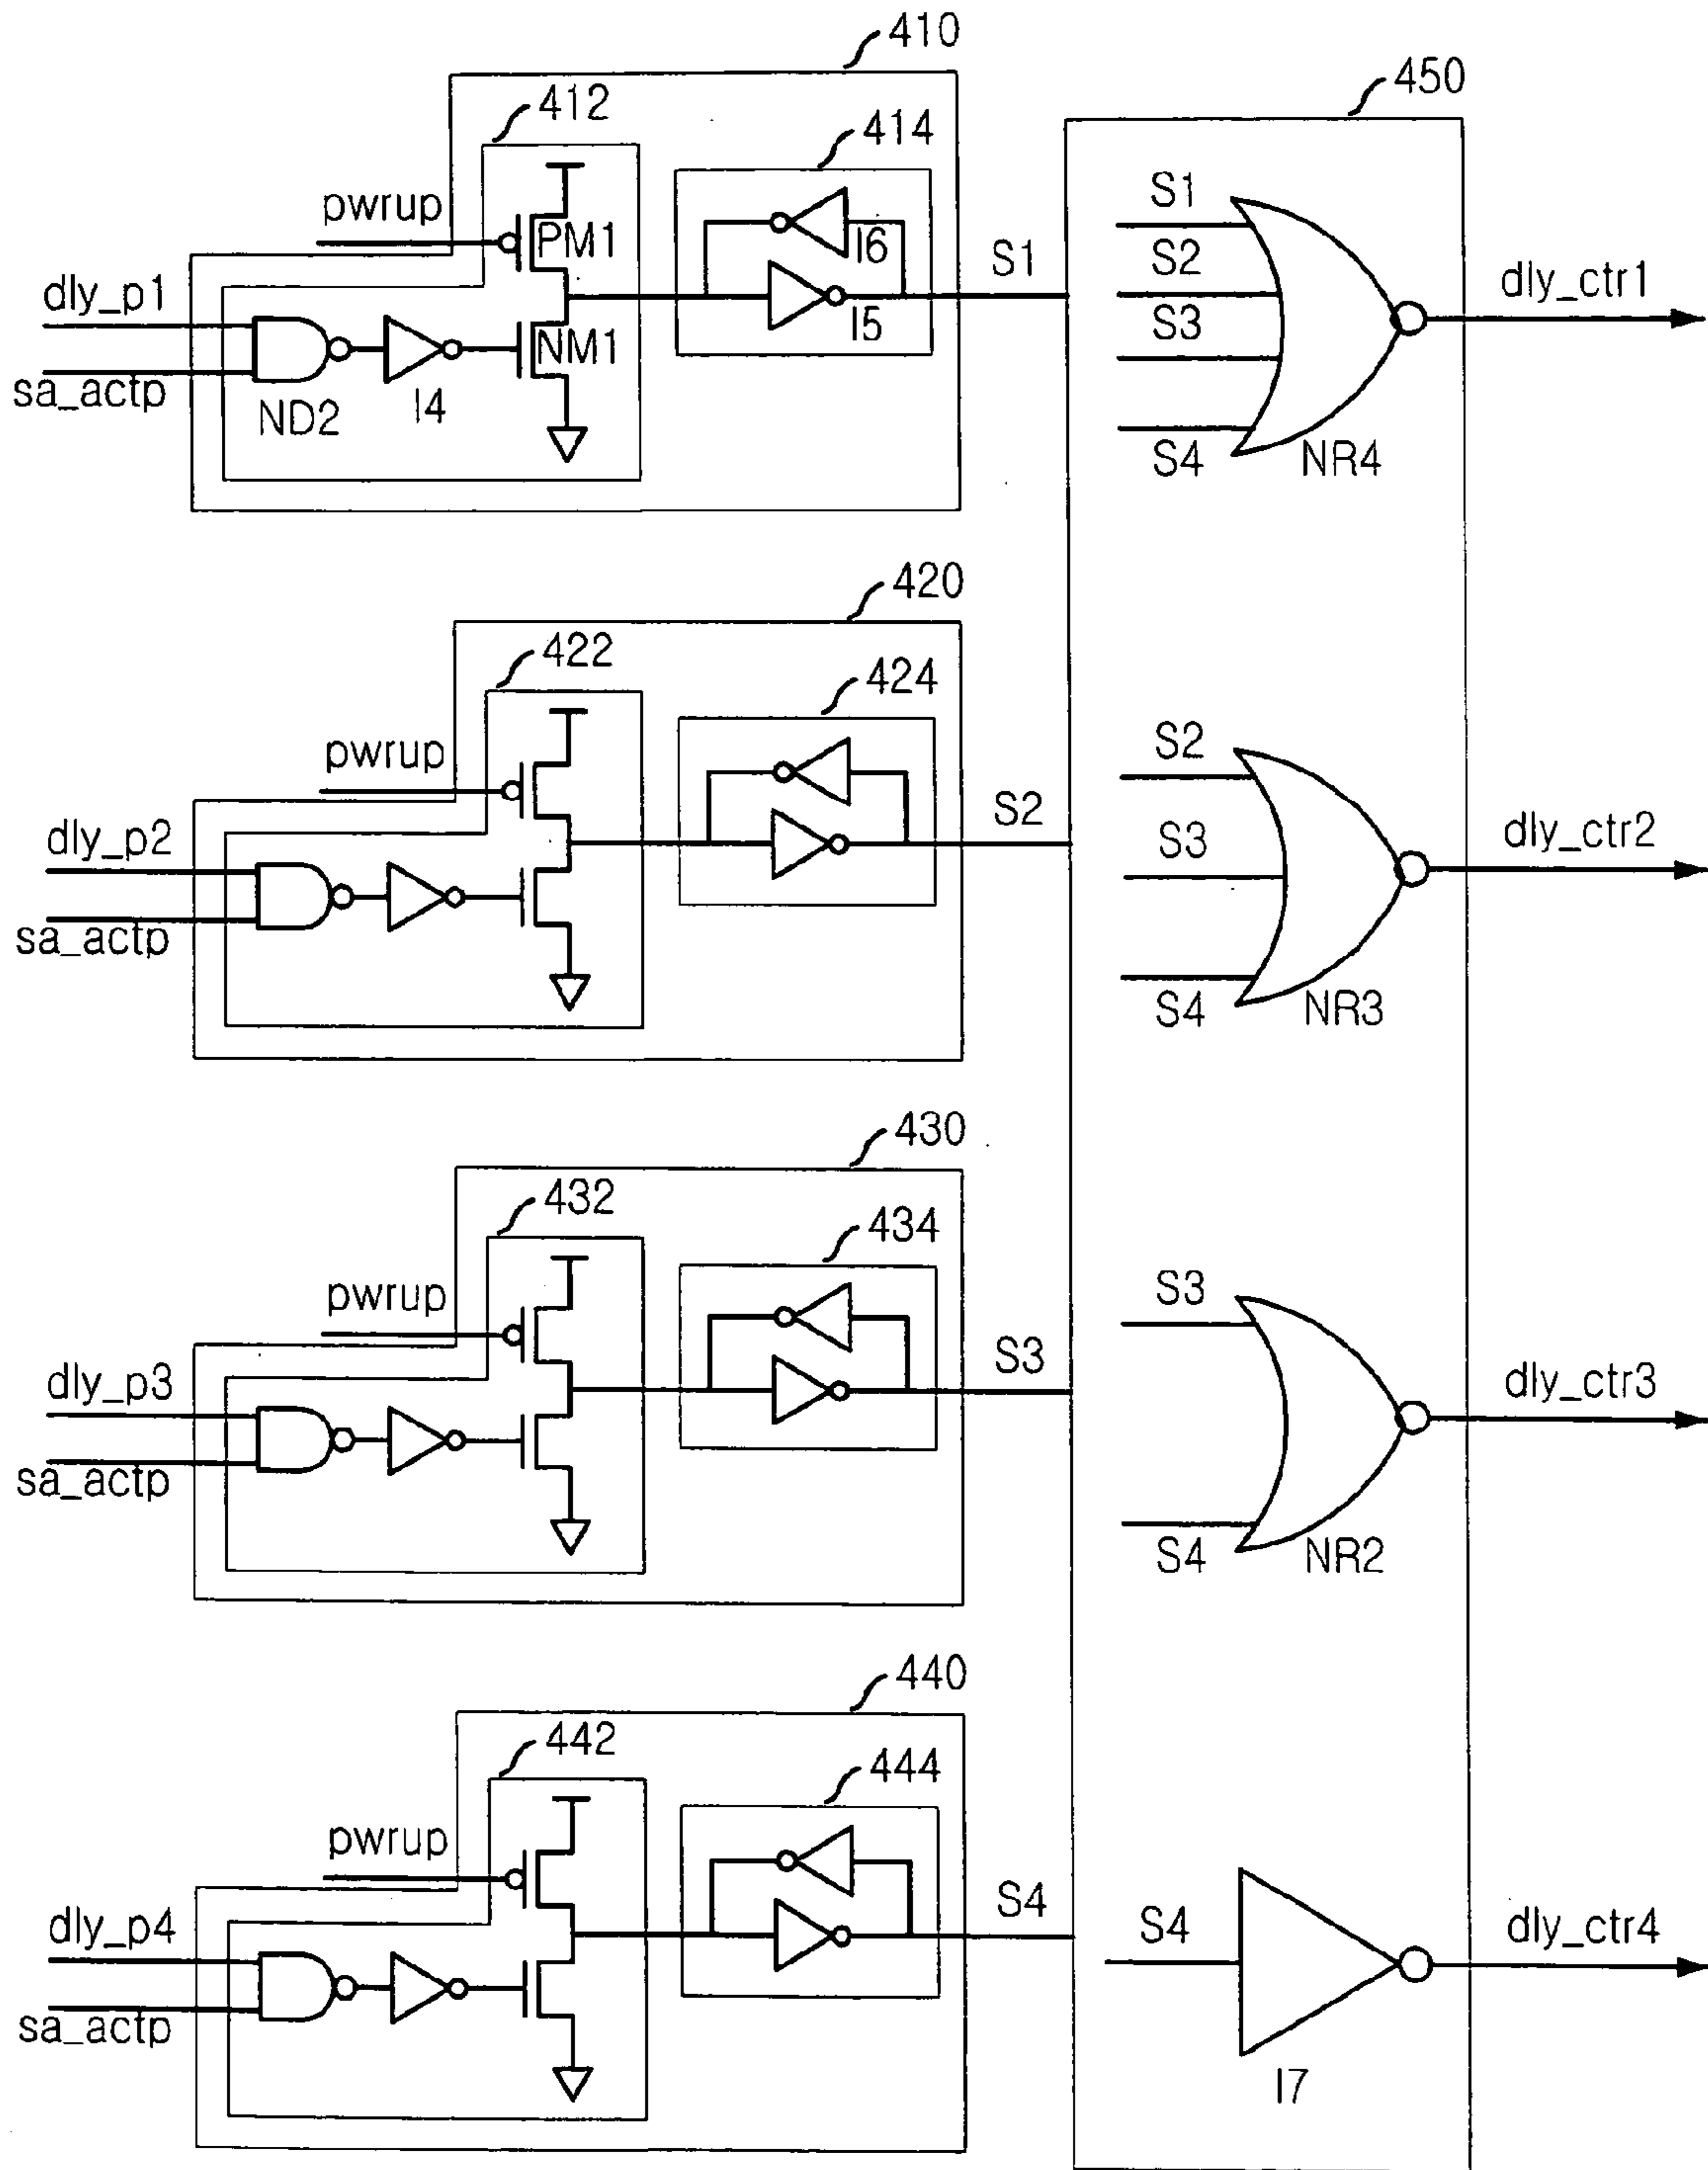 410
450
412
414
pwrup
PM1
I6
S1
dly_p1
NM1
I5
sa_actp
ND2
I4
S1
S2
S3
S4
NR4
dly_ctr1
420
422
424
pwrup
S2
dly_p2
sa_actp
S2
S3
S4
NR3
dly_ctr2
430
432
434
pwrup
S3
dly_p3
sa_actp
S3
S4
NR2
dly_ctr3
440
442
444
pwrup
S4
dly_p4
sa_actp
S4
I7
dly_ctr4